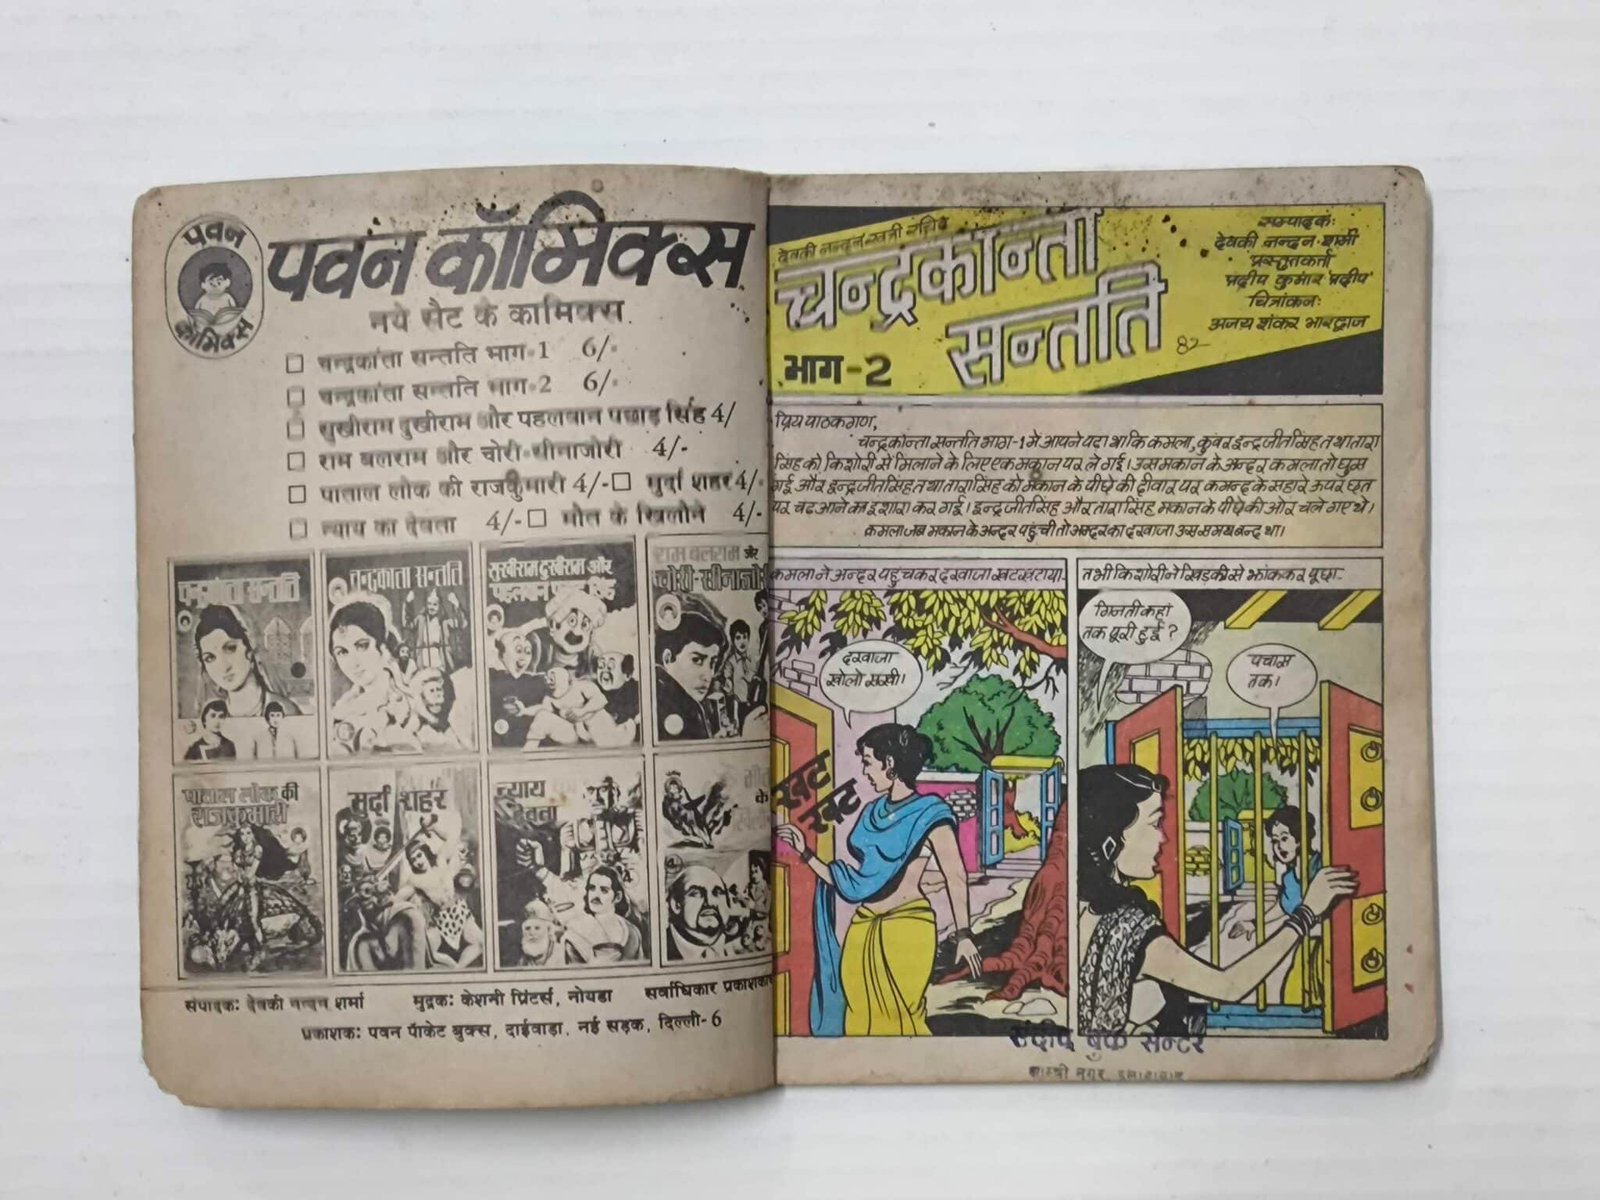 पवन
कॉमिक्स
पवन कॉमिक्स
नये सैट के कामिक्स
चन्द्रकांता सन्तति भाग-1 6/-
चन्द्रकांता सन्तति भाग-2 6/-
सुखीराम दुखीराम और पहलवान पछाड़ सिंह 4/
राम बलराम और चोरी-सीनाजोरी 4/-
पाताल लोक की राजकुमारी 4/- मुर्दा शहर 4/-
न्याय का देवता 4/- मौत के खिलौने 4/-
चन्द्रकांता सन्तति
चन्द्रकांता सन्तति
सुखीराम दुखीराम और
पहलवान सिंह
राम बलराम और
चोरी-सीनाजोरी
पाताल लोक की
राजकुमारी
मुर्दा शहर
न्याय
देवता
के
संपादक: देवकी नन्दन शर्मा मुद्रक: केशनी प्रिंटर्स, नोयडा सर्वाधिकार
प्रकाशक: पवन पॉकेट बुक्स, दाईवाड़ा, नई सड़क, दिल्ली-6
देवकी नन्दन खत्री रचित
चन्द्रकान्ता
सन्तति
भाग-2
सम्पादक:
देवकी नन्दन शर्मा
प्रस्तुतकर्ता
प्रदीप कुमार 'प्रदीप'
चित्रांकन:
अजय शंकर भारद्वाज
82-
प्रिय पाठकगण,
चन्द्रकान्ता सन्तति भाग-1 मे आपने पढा था कि कमला, कुंवर इन्द्रजीतसिंह तथा तारा
सिंह को किशोरी से मिलाने के लिए एक मकान पर ले गई। उस मकान के अन्दर कमला तो घुस
गई और इन्द्रजीतसिंह तथा तारासिंह को मकान के पीछे की दीवार पर कमन्द के सहारे ऊपर छत
पर चढ आने का इशारा कर गई। इन्द्रजीतसिंह और तारासिंह मकान के पीछे की ओर चले गए थे।
कमला जब मकान के अन्दर पहुंची तो अन्दर का दरवाजा उस समय बन्द था।
कमला ने अन्दर पहुंचकर दरवाजा खटखटाया-
दरवाजा
खोलो सखी।
खट
खट
तभी किशोरी ने खिड़की से झांककर पूछा-
गिनती कहां
तक पूरी हुई?
पचास
तक।
संदीप बुक सेन्टर
शास्त्री नगर,